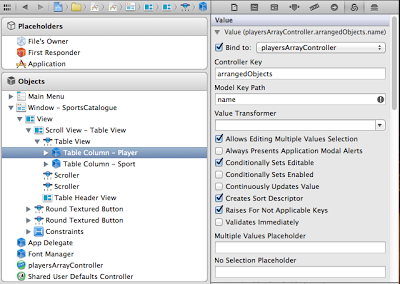 Placeholders
File's Owner
First Responder
Application
Objects
Main Menu
Window – SportsCatalogue
View
Scroll View – Table View
Table View
Table Column – Player
Table Column – Sport
Scroller
Scroller
Table Header View
Round Textured Button
Round Textured Button
Constraints
App Delegate
Font Manager
playersArrayController
Shared User Defaults Controller
Value
Value (playersArrayController.arrangedObjects.name)
Bind to: playersArrayController
Controller Key
arrangedObjects
Model Key Path
name
Value Transformer
Allows Editing Multiple Values Selection
Always Presents Application Modal Alerts
Conditionally Sets Editable
Conditionally Sets Enabled
Continuously Updates Value
Creates Sort Descriptor
Raises For Not Applicable Keys
Validates Immediately
Multiple Values Placeholder
No Selection Placeholder